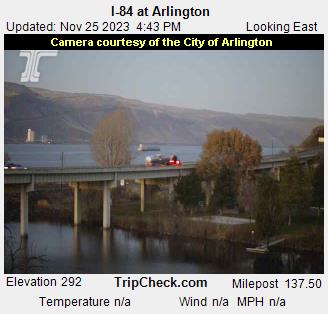 I-84 at Arlington
Updated: Nov 25 2023 4:43 PM Looking East
Camera courtesy of the City of Arlington
Elevation 292 TripCheck.com Milepost 137.50
Temperature n/a Wind n/a MPH n/a